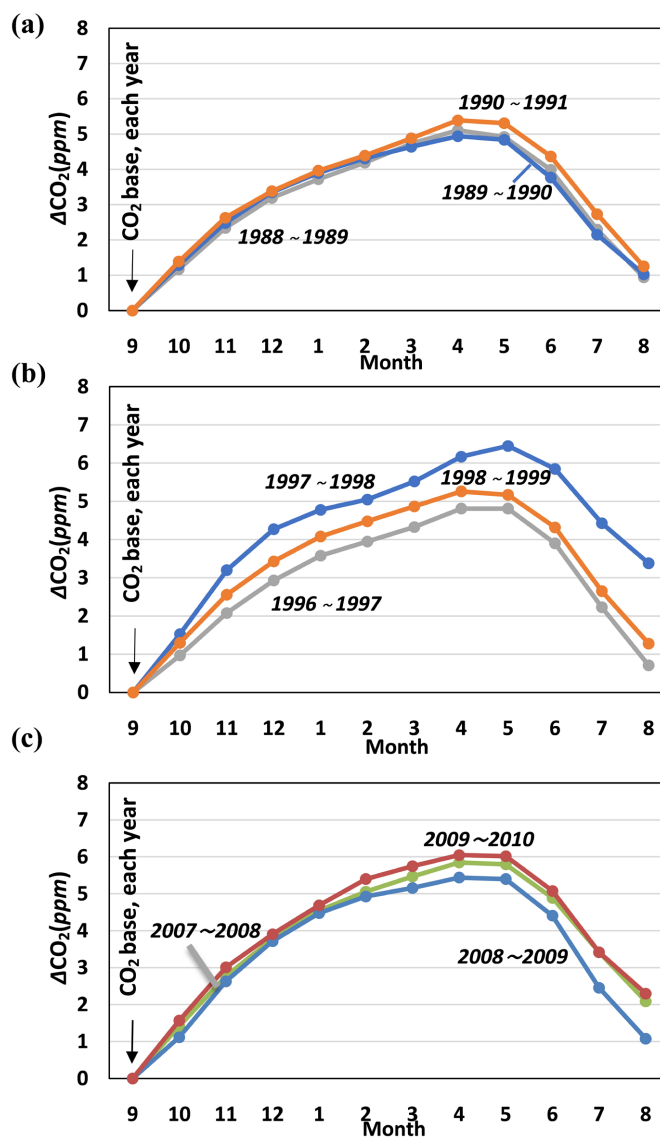 (a)
8
7
6
5
4
3
2
1
0
ΔCO₂(ppm)
CO₂ base, each year
1990 ~ 1991
1989 ~ 1990
1988 ~ 1989
9 10 11 12 1 2 3 4 5 6 7 8
Month
(b)
8
7
6
5
4
3
2
1
0
ΔCO₂(ppm)
CO₂ base, each year
1997 ~ 1998
1998 ~ 1999
1996 ~ 1997
9 10 11 12 1 2 3 4 5 6 7 8
Month
(c)
8
7
6
5
4
3
2
1
0
ΔCO₂(ppm)
CO₂ base, each year
2009～2010
2007～2008
2008～2009
9 10 11 12 1 2 3 4 5 6 7 8
Month